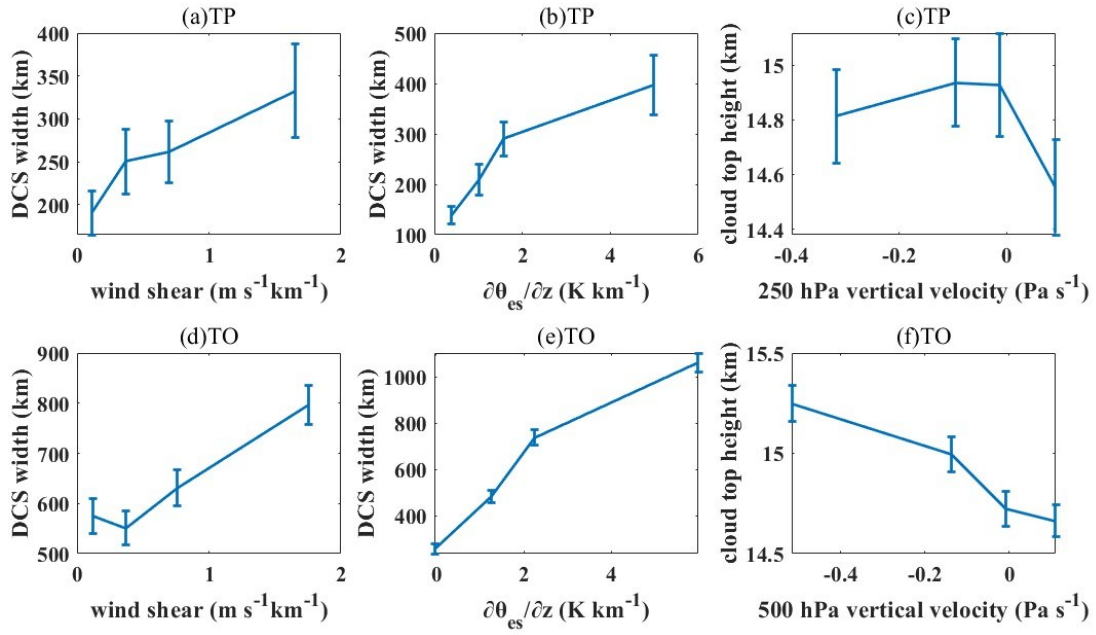 (a)TP
400
350
300
250
200
DCS width (km)
0 1 2
wind shear (m s⁻¹km⁻¹)
(b)TP
500
400
300
200
100
DCS width (km)
0 2 4 6
∂θes/∂z (K km⁻¹)
(c)TP
15
14.8
14.6
14.4
cloud top height (km)
-0.4 -0.2 0
250 hPa vertical velocity (Pa s⁻¹)
(d)TO
900
800
700
600
500
DCS width (km)
0 1 2
wind shear (m s⁻¹km⁻¹)
(e)TO
1000
800
600
400
DCS width (km)
0 2 4
∂θes/∂z (K km⁻¹)
(f)TO
15.5
15
14.5
cloud top height (km)
-0.4 -0.2 0
500 hPa vertical velocity (Pa s⁻¹)